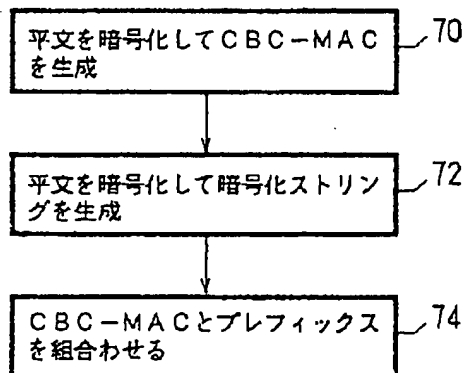 平文を暗号化してCBC-MAC
を生成
70
平文を暗号化して暗号化ストリン
グを生成
72
CBC-MACとプレフィックス
を組合わせる
74